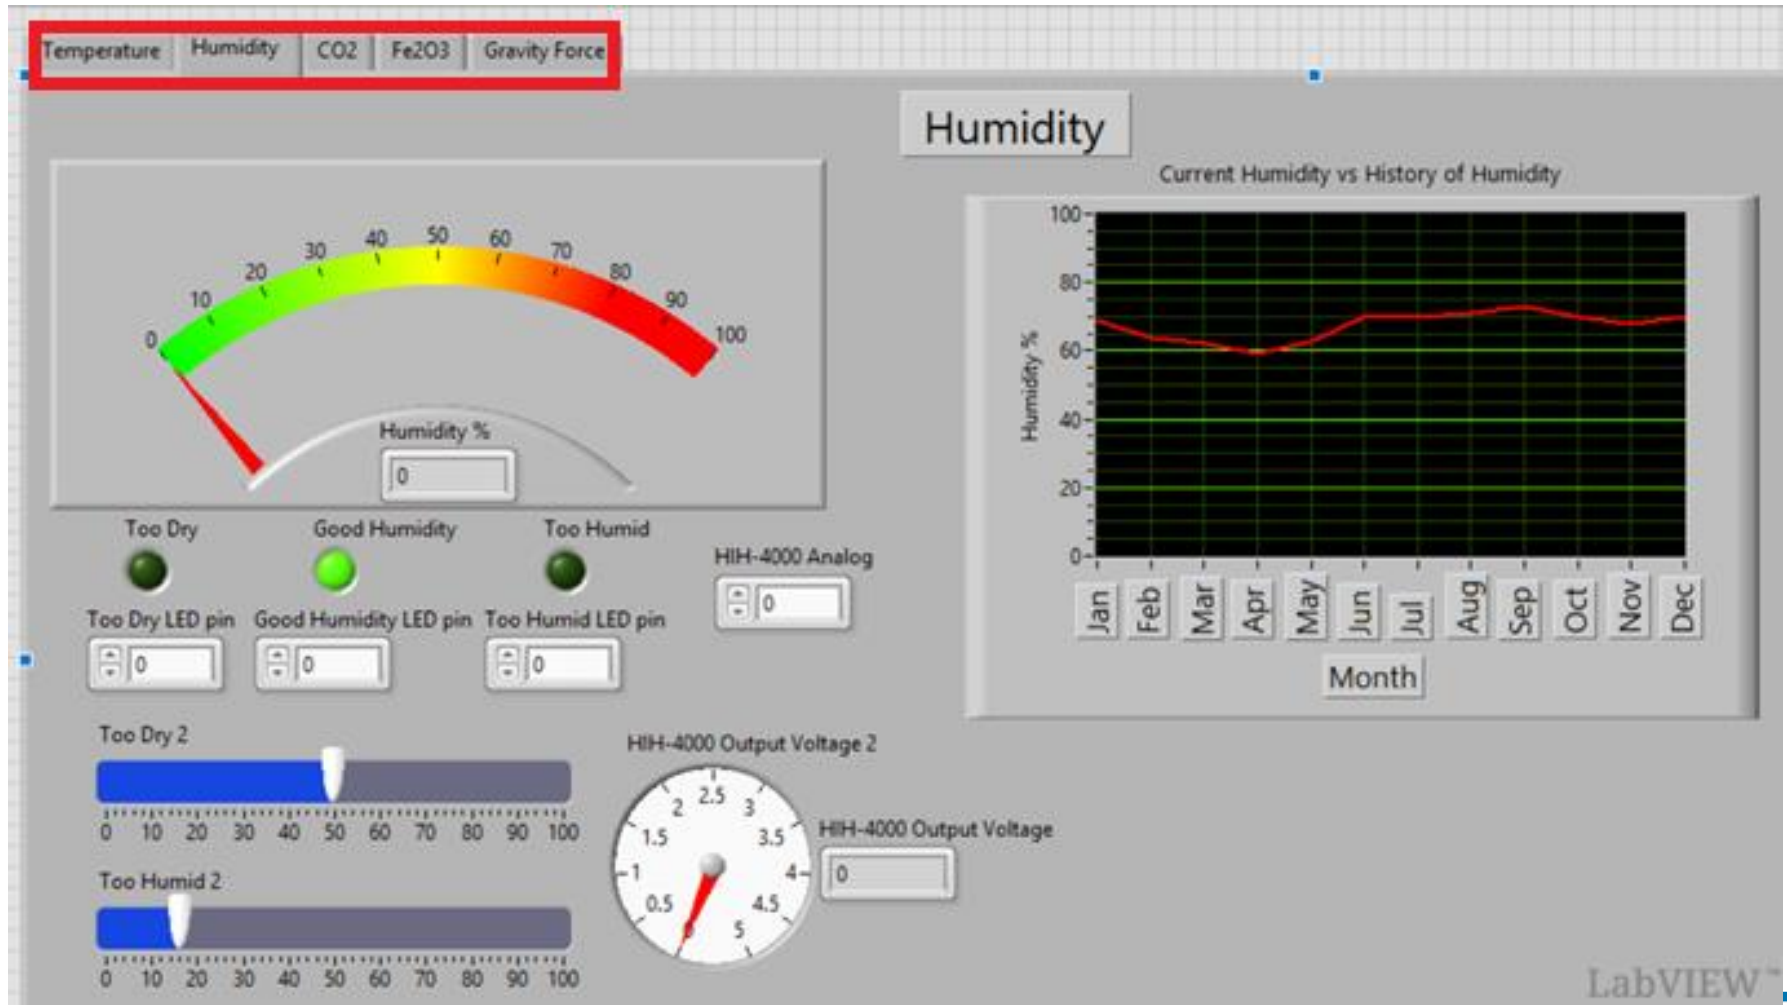 Temperature Humidity CO2 Fe2O3 Gravity Force
Humidity
0 10 20 30 40 50 60 70 80 90 100
Humidity %
0
Too Dry Good Humidity Too Humid
HIH-4000 Analog
0
Too Dry LED pin Good Humidity LED pin Too Humid LED pin
0 0 0
Current Humidity vs History of Humidity
Humidity %
100
80
60
40
20
0
Jan Feb Mar Apr May Jun Jul Aug Sep Oct Nov Dec
Month
Too Dry 2
0 10 20 30 40 50 60 70 80 90 100
Too Humid 2
0 10 20 30 40 50 60 70 80 90 100
HIH-4000 Output Voltage 2
0 0.5 1 1.5 2 2.5 3 3.5 4 4.5 5
HIH-4000 Output Voltage
0
LabVIEW™